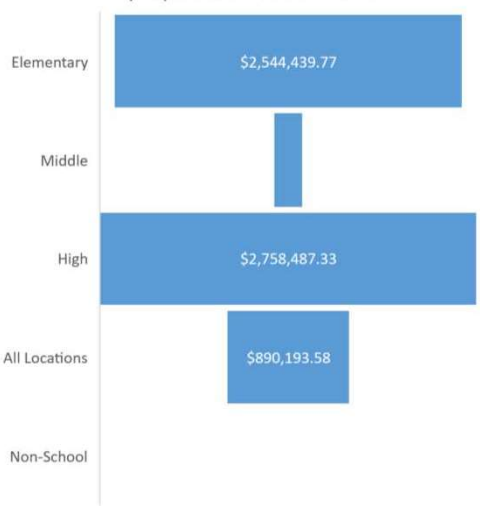 Elementary
$2,544,439.77
Middle
High
$2,758,487.33
All Locations
$890,193.58
Non-School